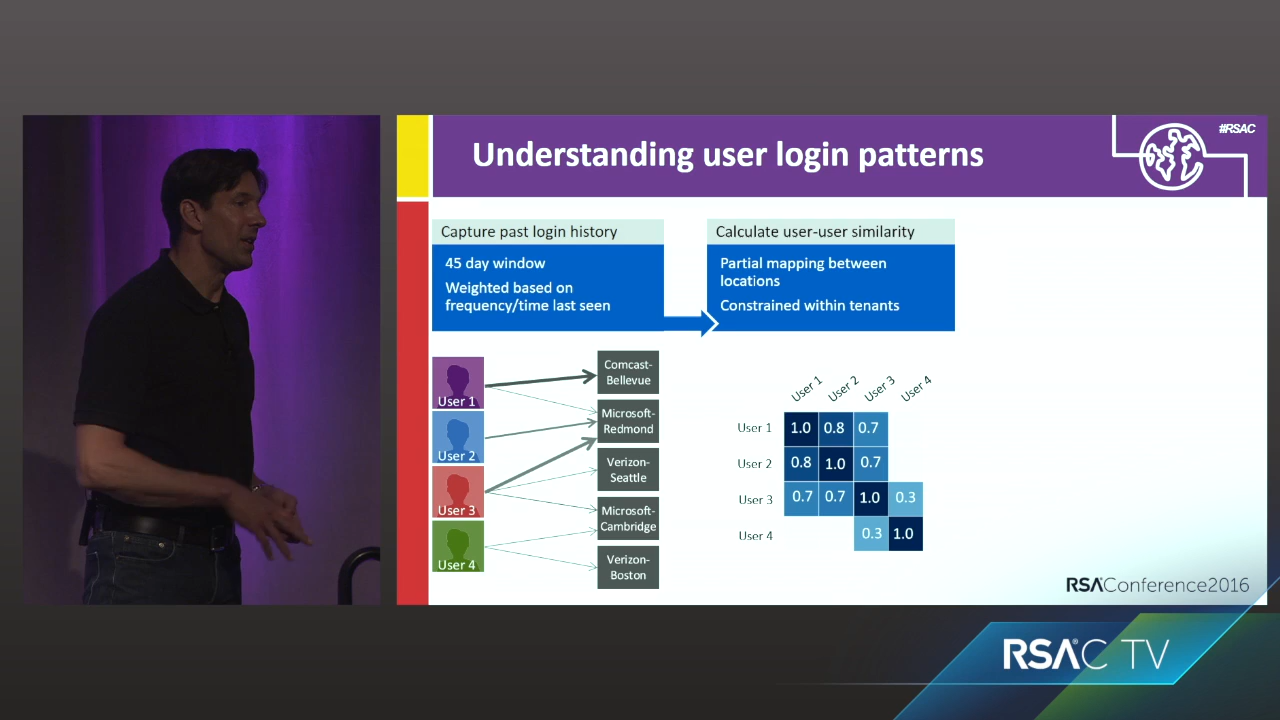 #RSAC
Understanding user login patterns
Capture past login history
45 day window
Weighted based on
frequency/time last seen
Calculate user-user similarity
Partial mapping between
locations
Constrained within tenants
User 1
User 2
User 3
User 4
Comcast-
Bellevue
Microsoft-
Redmond
Verizon-
Seattle
Microsoft-
Cambridge
Verizon-
Boston
User 1 User 2 User 3 User 4
User 1 1.0 0.8 0.7
User 2 0.8 1.0 0.7
User 3 0.7 0.7 1.0 0.3
User 4 0.3 1.0
RSAConference2016
RSAC TV